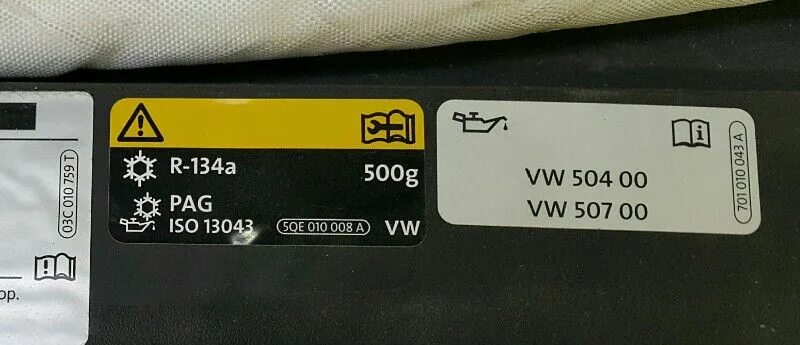 03C 010 759 T
op.
R-134a 500g
PAG
ISO 13043 5QE 010 008 A VW
VW 504 00
VW 507 00
701 010 043 A